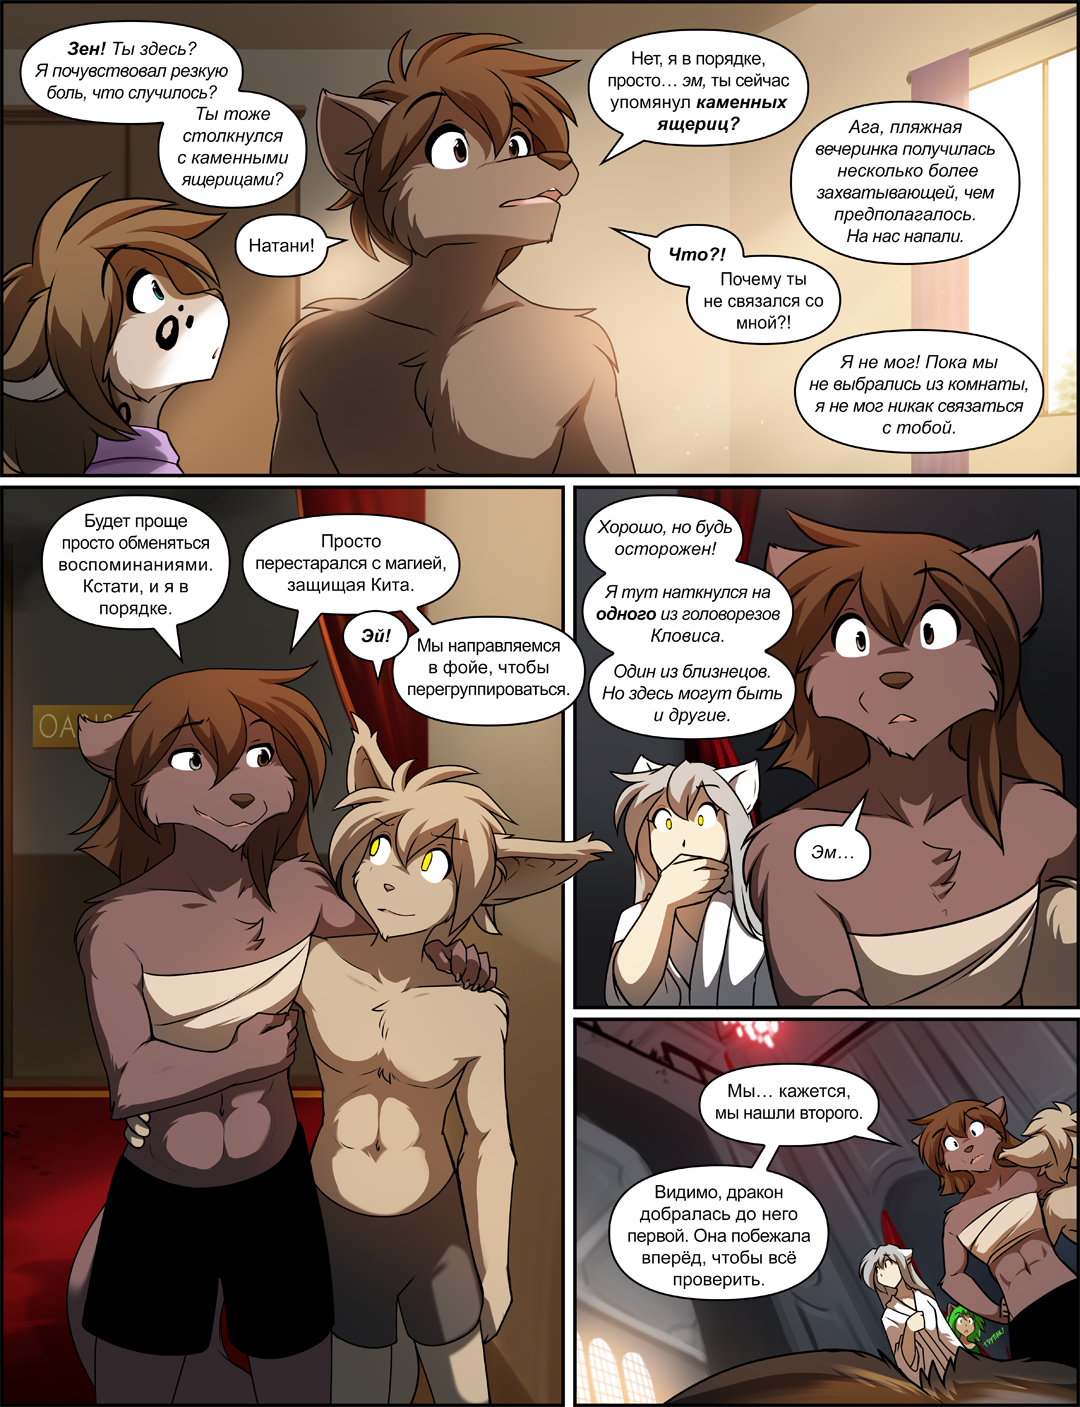 Зен! Ты здесь?
Я почувствовал резкую
боль, что случилось?
Ты тоже
столкнулся
с каменными
ящерицами?
Натани!
Нет, я в порядке,
просто... эм, ты сейчас
упомянул каменных
ящериц?
Ага, пляжная
вечеринка получилась
несколько более
захватывающей, чем
предполагалось.
На нас напали.
Что?!
Почему ты
не связался со
мной?!
Я не мог! Пока мы
не выбрались из комнаты,
я не мог никак связаться
с тобой.
Будет проще
просто обменяться
воспоминаниями.
Кстати, и я в
порядке.
Просто
перестарался с магией,
защищая Кита.
Эй!
Мы направляемся
в фойе, чтобы
перегруппироваться.
OASIS
Хорошо, но будь
осторожен!
Я тут наткнулся на
одного из головорезов
Кловиса.
Один из близнецов.
Но здесь могут быть
и другие.
Эм...
Мы... кажется,
мы нашли второго.
Видимо, дракон
добралась до него
первой. Она побежала
вперёд, чтобы всё
проверить.
ТРУПАК!